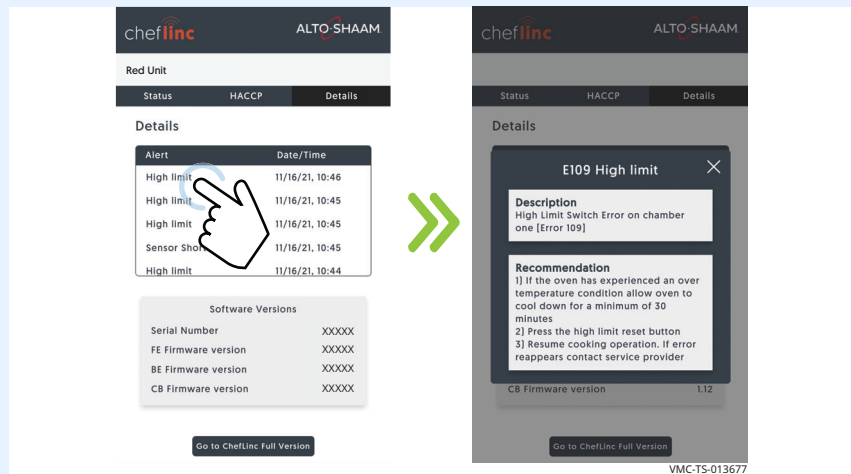 cheflinc ALTO-SHAAM.
Red Unit
Status HACCP Details
Details
Alert Date/Time
High limit 11/16/21, 10:46
High limit 11/16/21, 10:45
High limit 11/16/21, 10:45
Sensor Shor 11/16/21, 10:45
High limit 11/16/21, 10:44
Software Versions
Serial Number XXXXX
FE Firmware version XXXXX
BE Firmware version XXXXX
CB Firmware version XXXXX
Go to ChefLinc Full Version
cheflinc ALTO-SHAAM.
Status HACCP Details
Details
E109 High limit
Description
High Limit Switch Error on chamber
one [Error 109]
Recommendation
1) If the oven has experienced an over
temperature condition allow oven to
cool down for a minimum of 30
minutes
2) Press the high limit reset button
3) Resume cooking operation. If error
reappears contact service provider
CB Firmware version 1.12
Go to ChefLinc Full Version
VMC-TS-013677